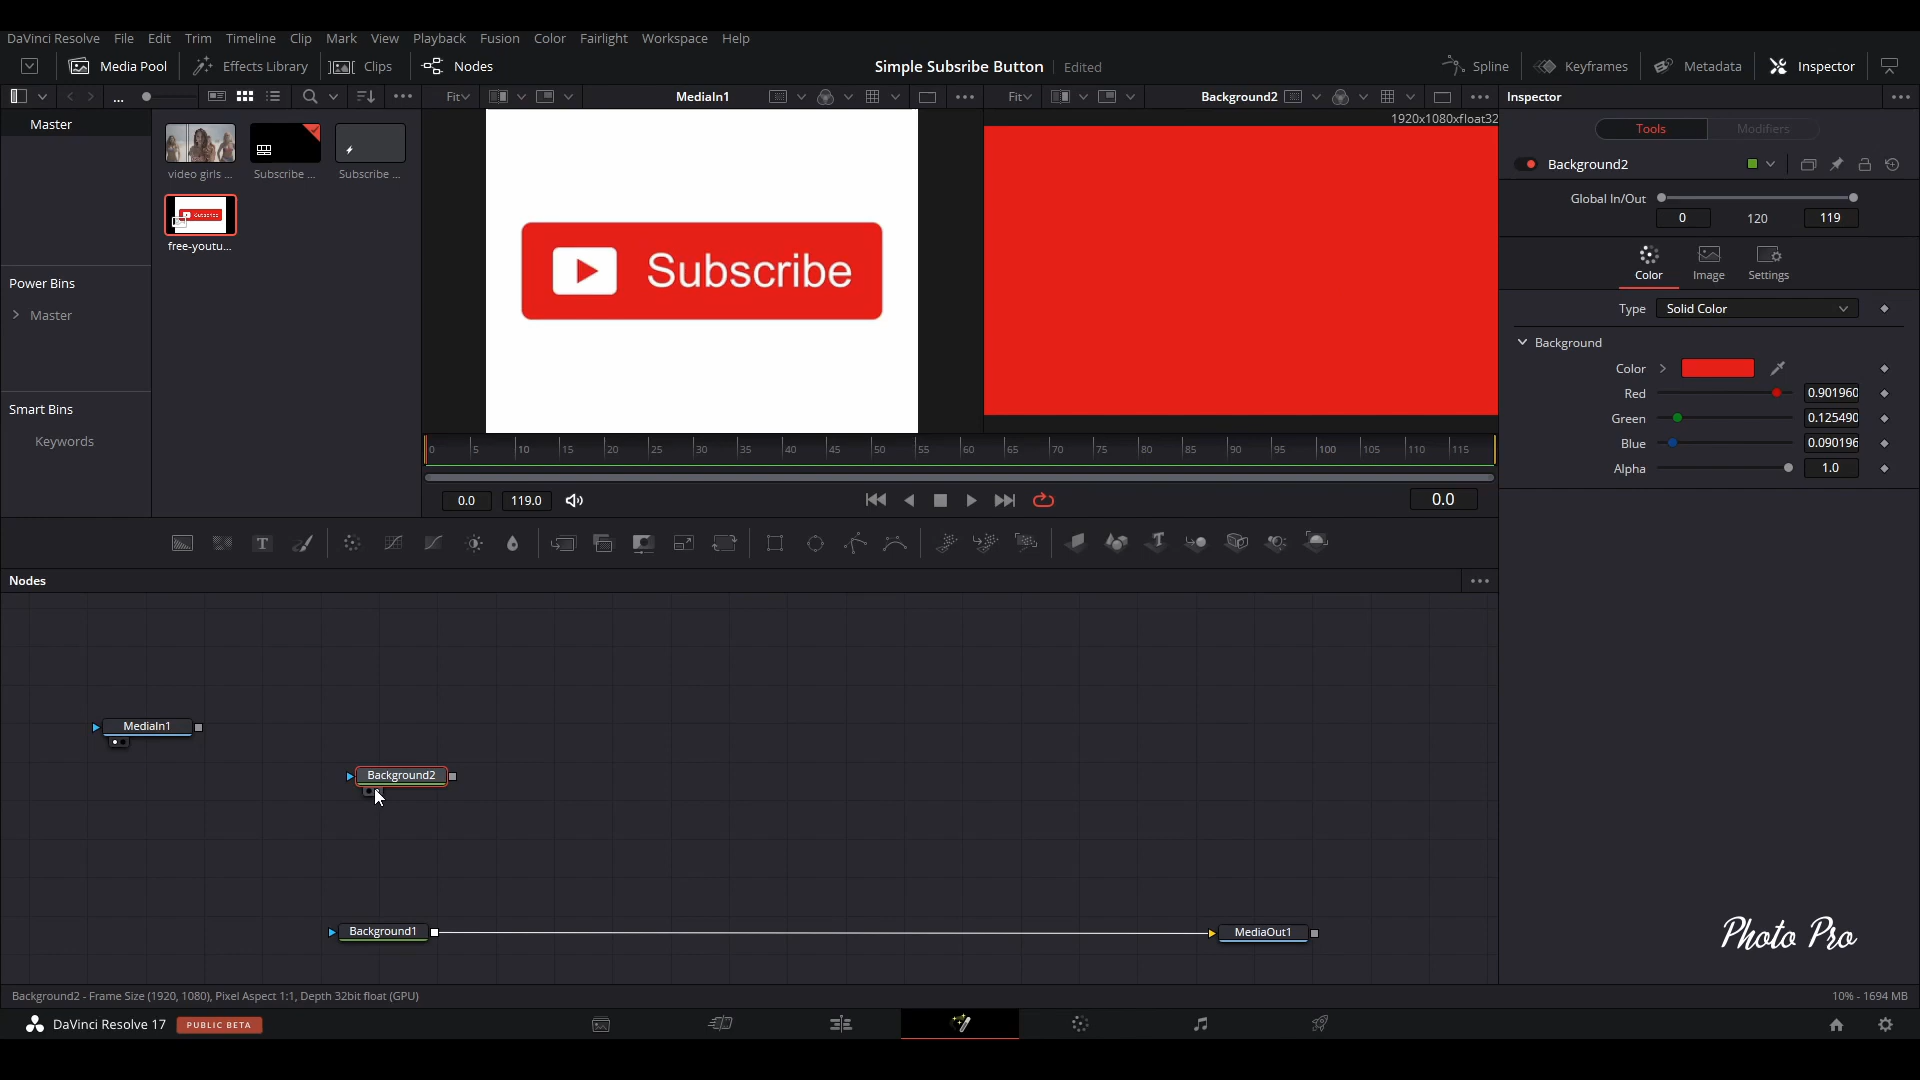 DaVinci Resolve File Edit Trim Timeline Clip Mark View Playback Fusion Color Fairlight Workspace Help
Media Pool Effects Library Clips Nodes Simple Subsribe Button Edited Spline Keyframes Metadata Inspector
... Fit MediaIn1 Fit Background2 Inspector
Master
1920x1080xfloat32
Tools Modifiers
video girls ... Subscribe ... Subscribe ...
Background2
Global In/Out
0 120 119
Subscribe
free-youtu...
Subscribe
Color Image Settings
Power Bins
Master
Type Solid Color
Background
Color
Red 0.901960
Green 0.125490
Blue 0.090196
Alpha 1.0
Smart Bins
Keywords
0 5 10 15 20 25 30 35 40 45 50 55 60 65 70 75 80 85 90 95 100 105 110 115
0.0 119.0 0.0
T
Nodes
MediaIn1
Background2
Background1
MediaOut1
Photo Pro
Background2 - Frame Size (1920, 1080), Pixel Aspect 1:1, Depth 32bit float (GPU) 10% - 1694 MB
DaVinci Resolve 17 PUBLIC BETA